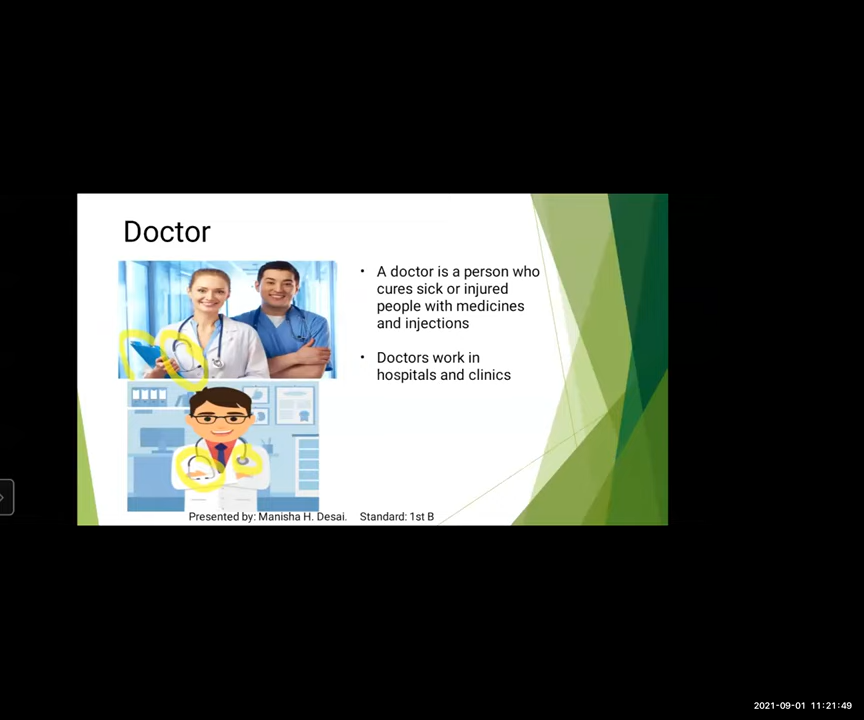 Doctor
• A doctor is a person who
cures sick or injured
people with medicines
and injections
• Doctors work in
hospitals and clinics
Presented by: Manisha H. Desai. Standard: 1st B
2021-09-01 11:21:49